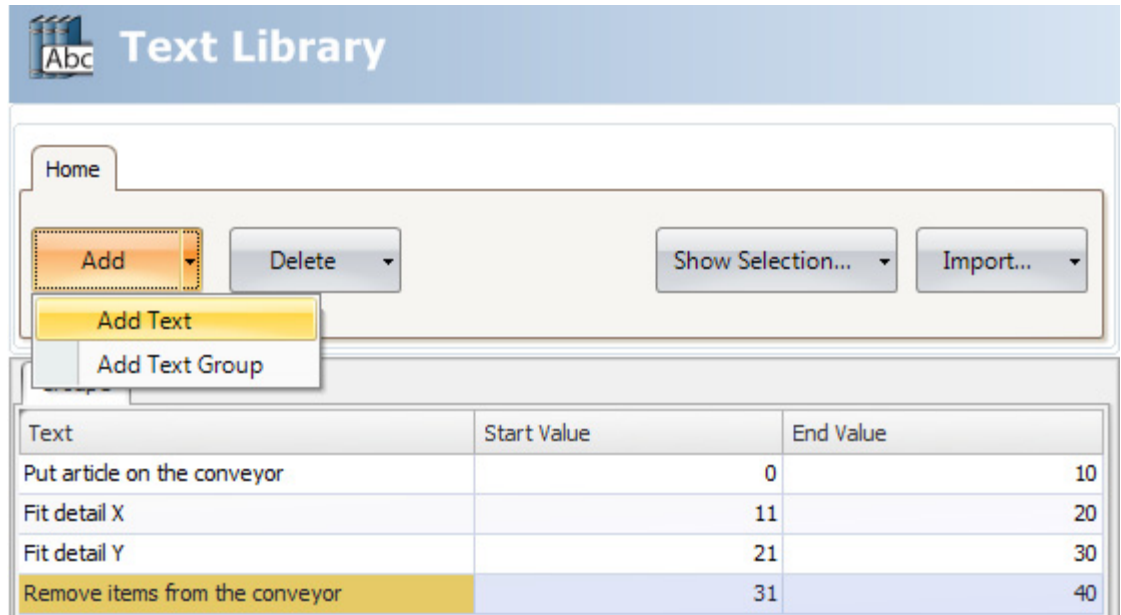 Abc Text Library
Home
Add Delete Show Selection... Import...
Add Text
Add Text Group
Text Start Value End Value
Put article on the conveyor 0 10
Fit detail X 11 20
Fit detail Y 21 30
Remove items from the conveyor 31 40